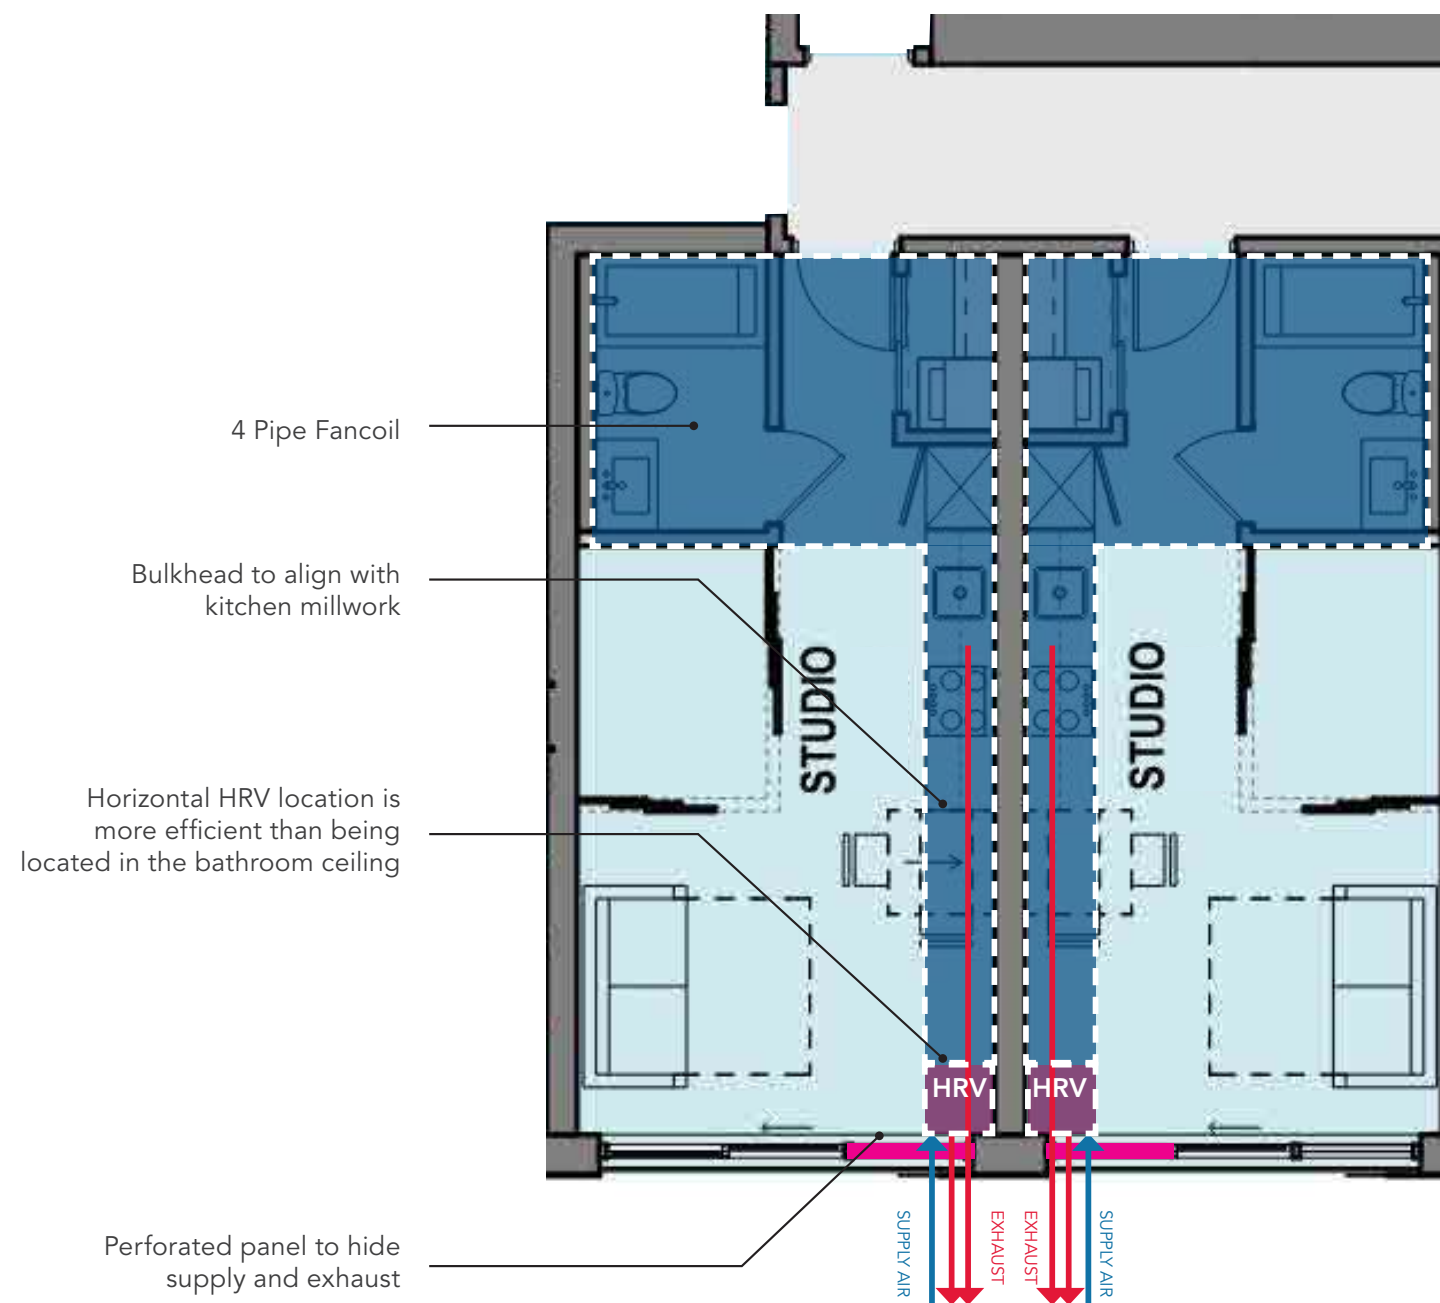 4 Pipe Fancoil
Bulkhead to align with
kitchen millwork
STUDIO
STUDIO
Horizontal HRV location is
more efficient than being
located in the bathroom ceiling
HRV
HRV
Perforated panel to hide
supply and exhaust
SUPPLY AIR
EXHAUST
EXHAUST
SUPPLY AIR